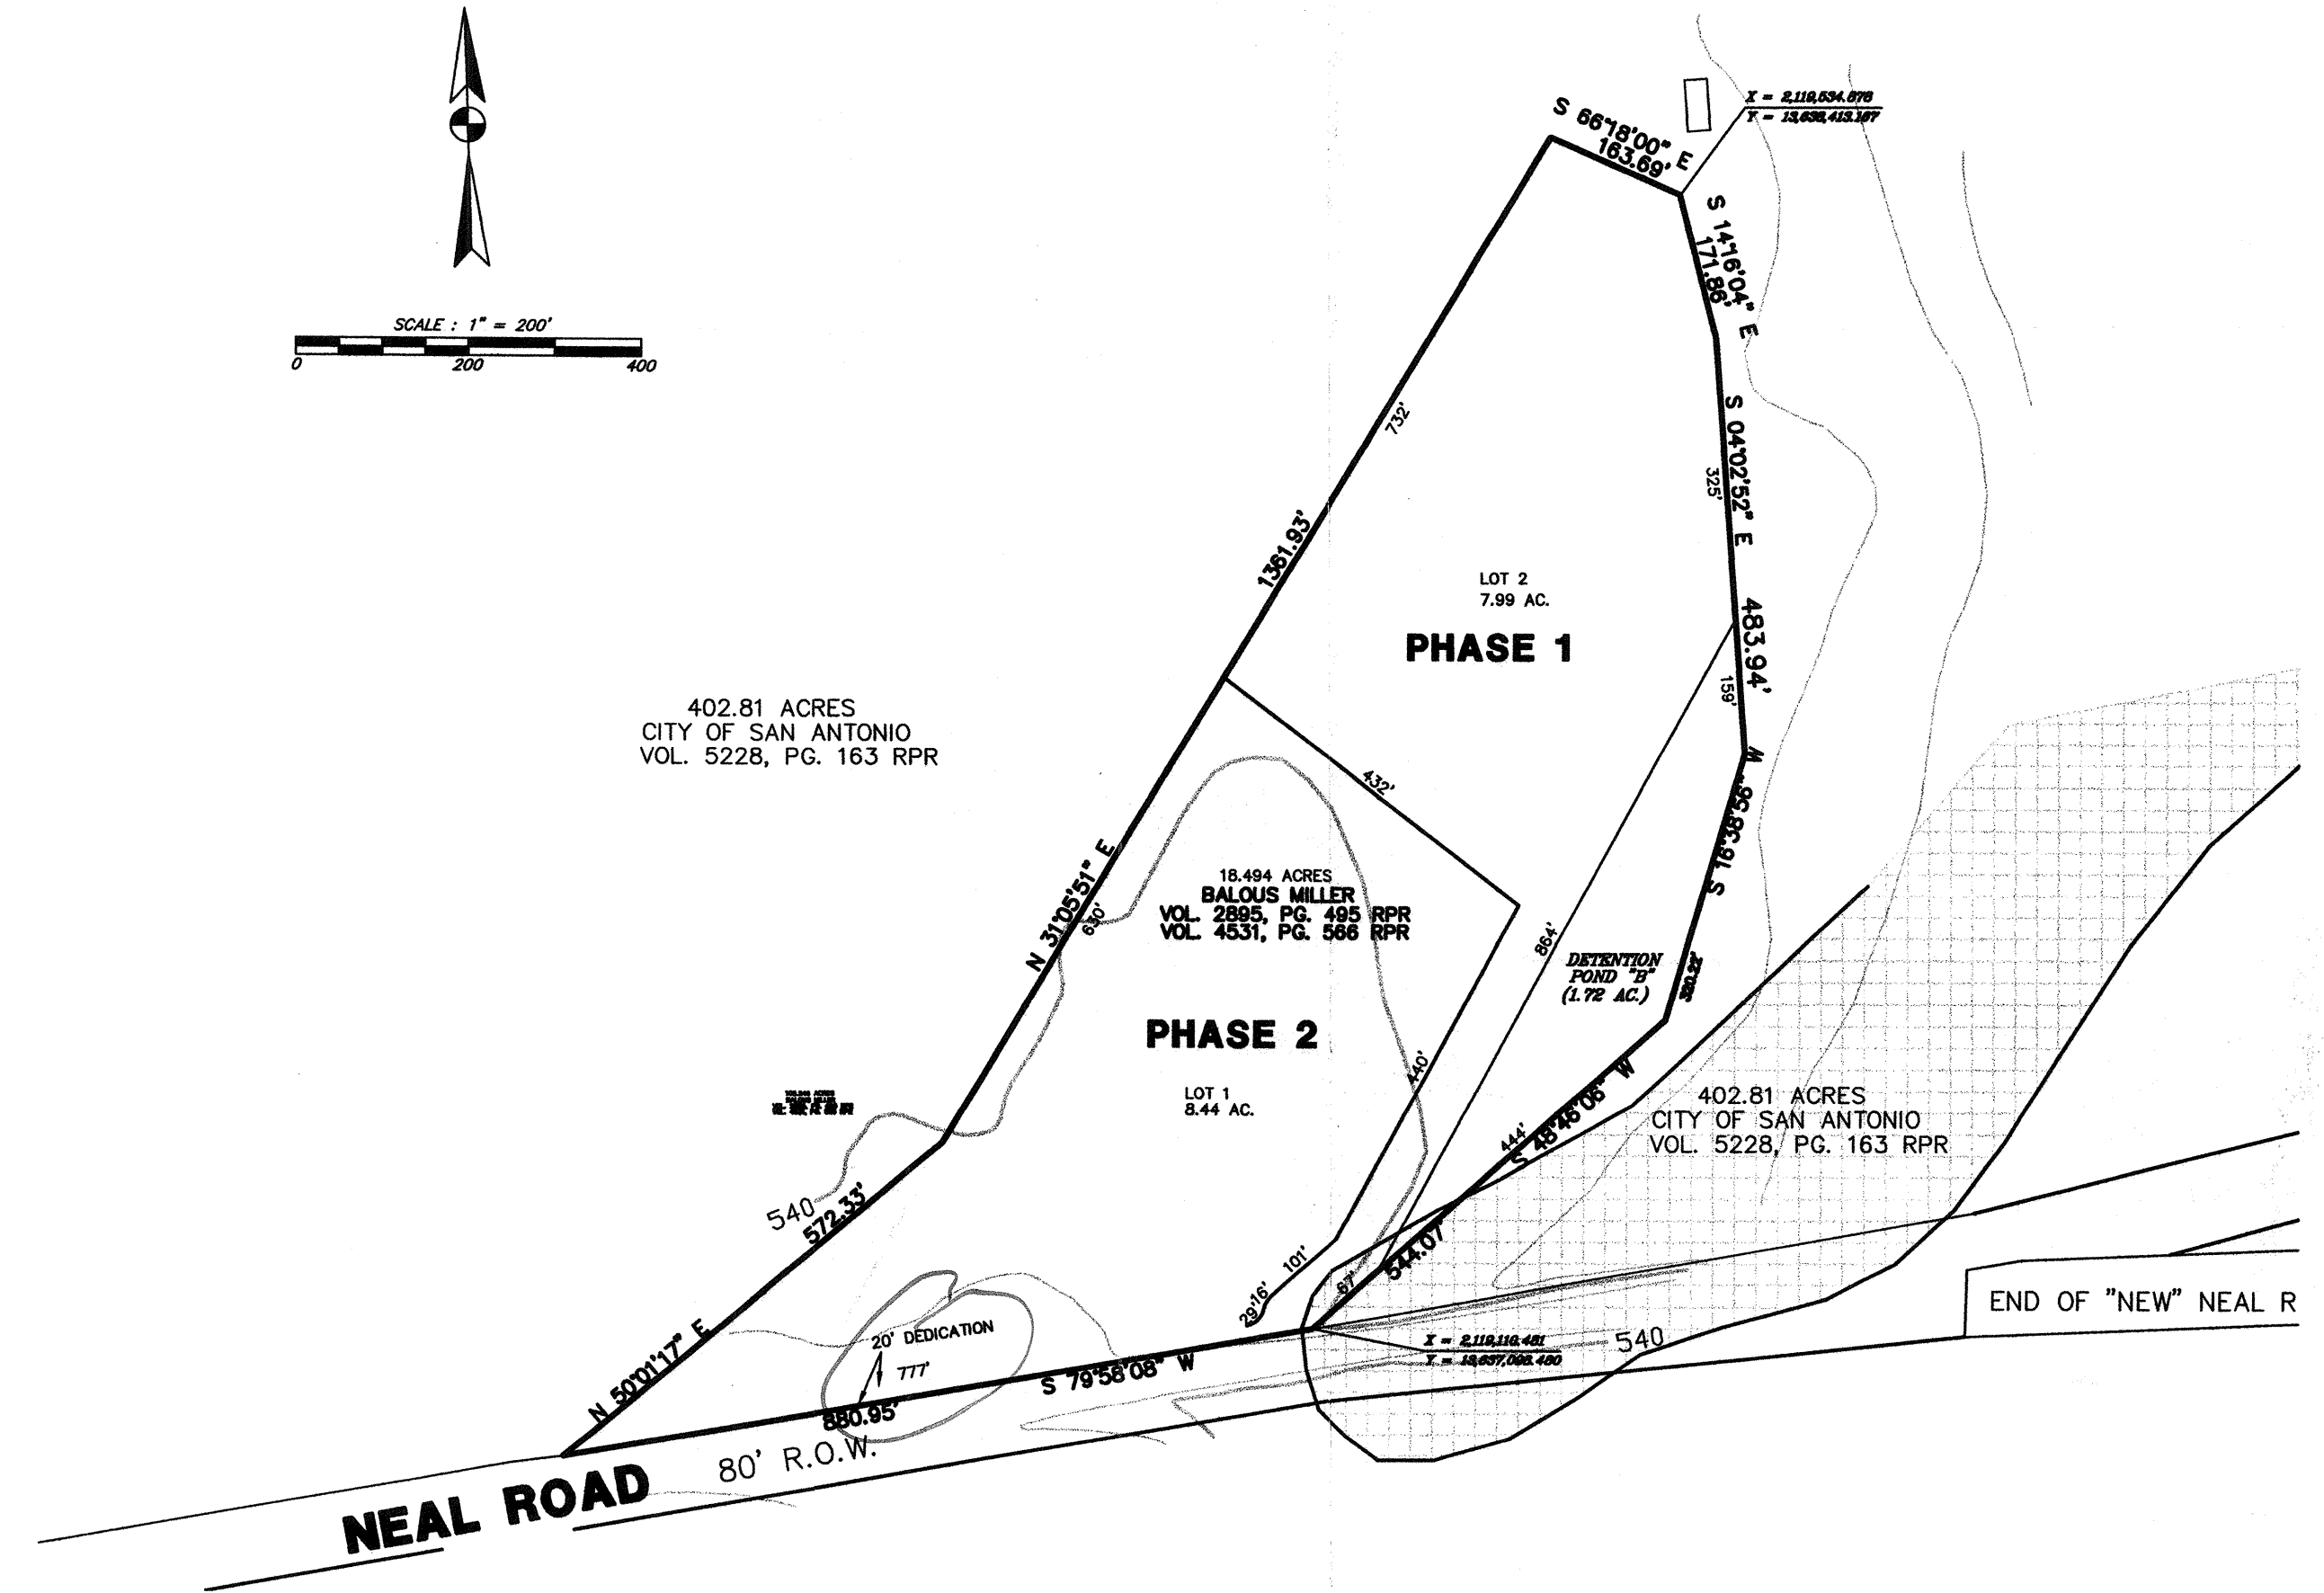 SCALE : 1" = 200'
0 200 400
S 66°18'00" E
163.69'
X = 2,119,534.676
Y = 13,638,413.167
S 14°16'04" E
171.86'
732'
S 04°02'52" E 483.94'
325'
1361.93'
LOT 2
7.99 AC.
PHASE 1
159'
402.81 ACRES
CITY OF SAN ANTONIO
VOL. 5228, PG. 163 RPR
432'
S 16°38'56" W
320.22'
N 31°05'51" E
630'
18.494 ACRES
BALOUS MILLER
VOL. 2895, PG. 495 RPR
VOL. 4531, PG. 566 RPR
864'
DETENTION
POND "B"
(1.72 AC.)
PHASE 2
LOT 1
8.44 AC.
440'
S 48°46'06" W
444'
544.07'
402.81 ACRES
CITY OF SAN ANTONIO
VOL. 5228, PG. 163 RPR
540
572.33'
101'
29'16'
67'
END OF "NEW" NEAL R
20' DEDICATION
777'
X = 2,119,116.481
Y = 13,637,098.480
540
N 50°01'17" E
S 79°58'08" W
880.95'
80' R.O.W.
NEAL ROAD